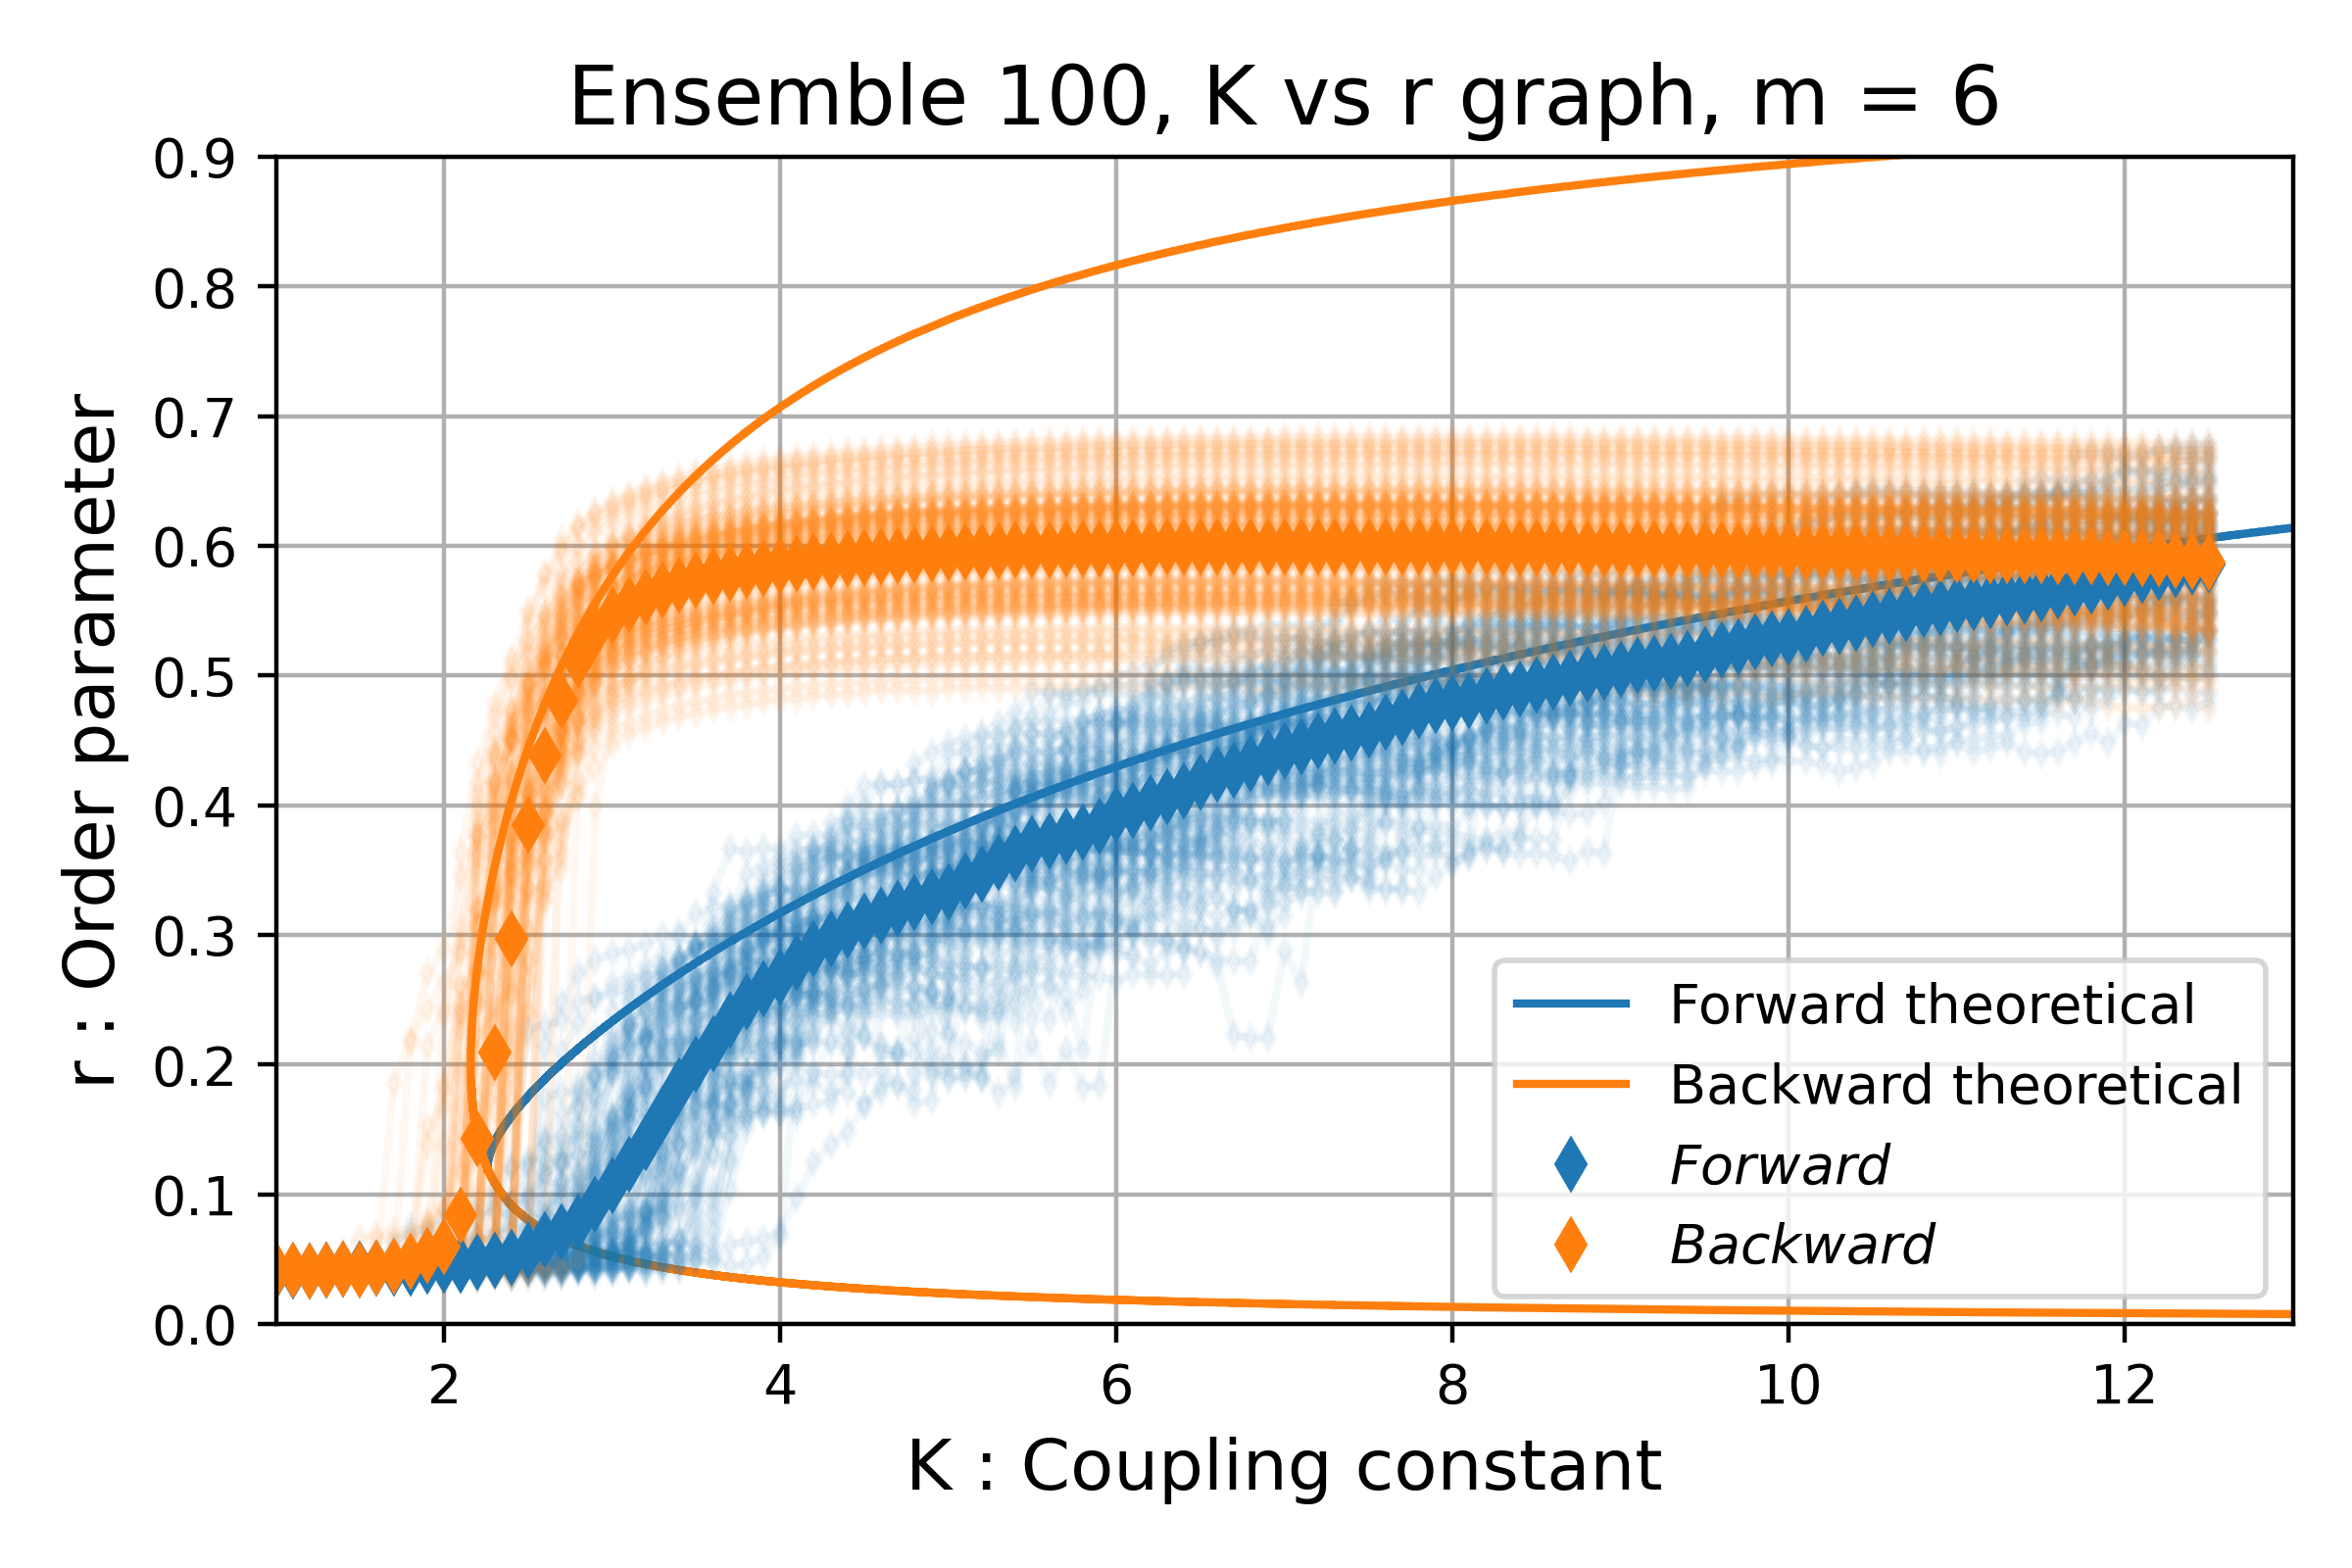 Ensemble 100, K vs r graph, m = 6
r : Order parameter
0.9
0.8
0.7
0.6
0.5
0.4
0.3
0.2
0.1
0.0
Forward theoretical
Backward theoretical
Forward
Backward
2 4 6 8 10 12
K : Coupling constant